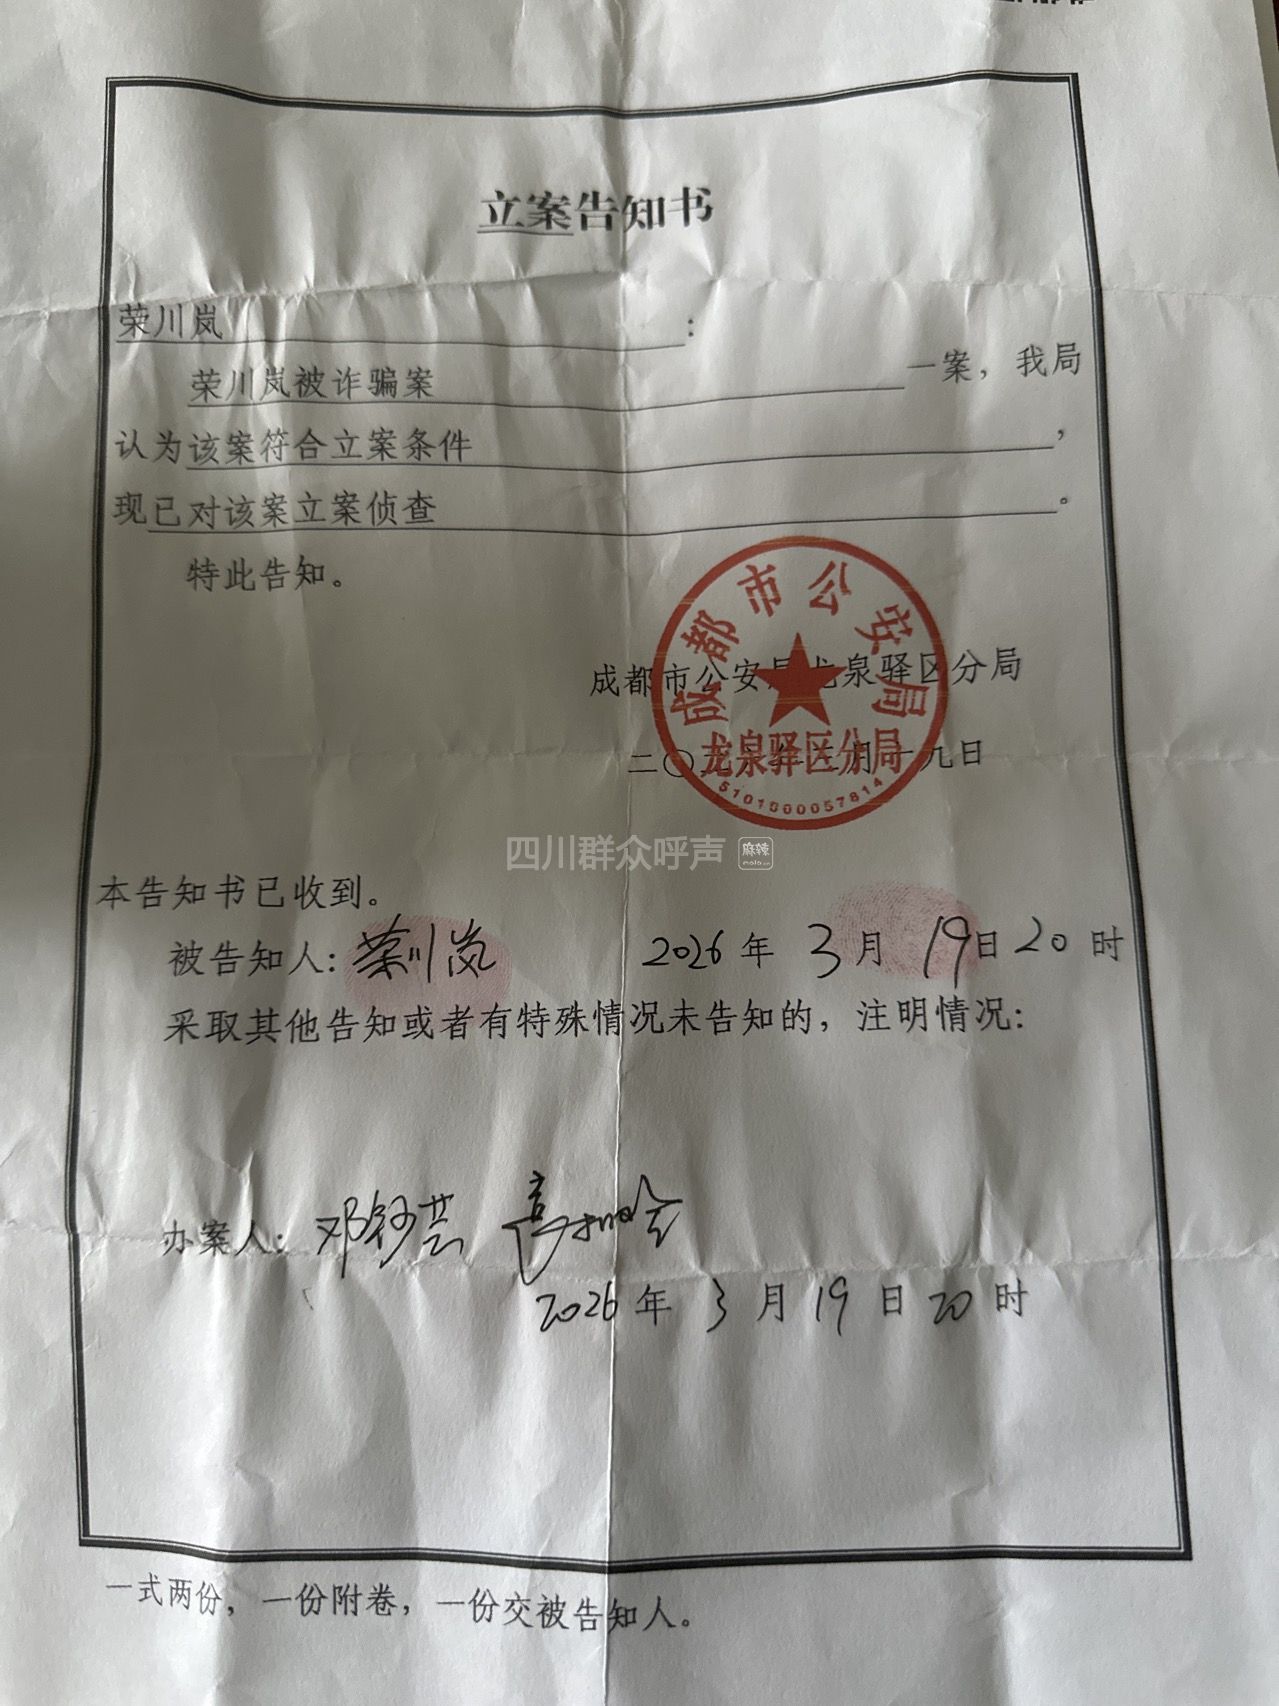 立案告知书
荣川岚:
荣川岚被诈骗案一案，我局
认为该案符合立案条件，
现已对该案立案侦查。
特此告知。
成都市公安局龙泉驿区分局
成都市公安局
龙泉驿区分局
5101000057814
四川群众呼声 麻辣
本告知书已收到。
被告知人: 荣川岚 2026年3月19日20时
采取其他告知或者有特殊情况未告知的，注明情况:
办案人: 邓钞芸
2026年3月19日20时
一式两份，一份附卷，一份交被告知人。